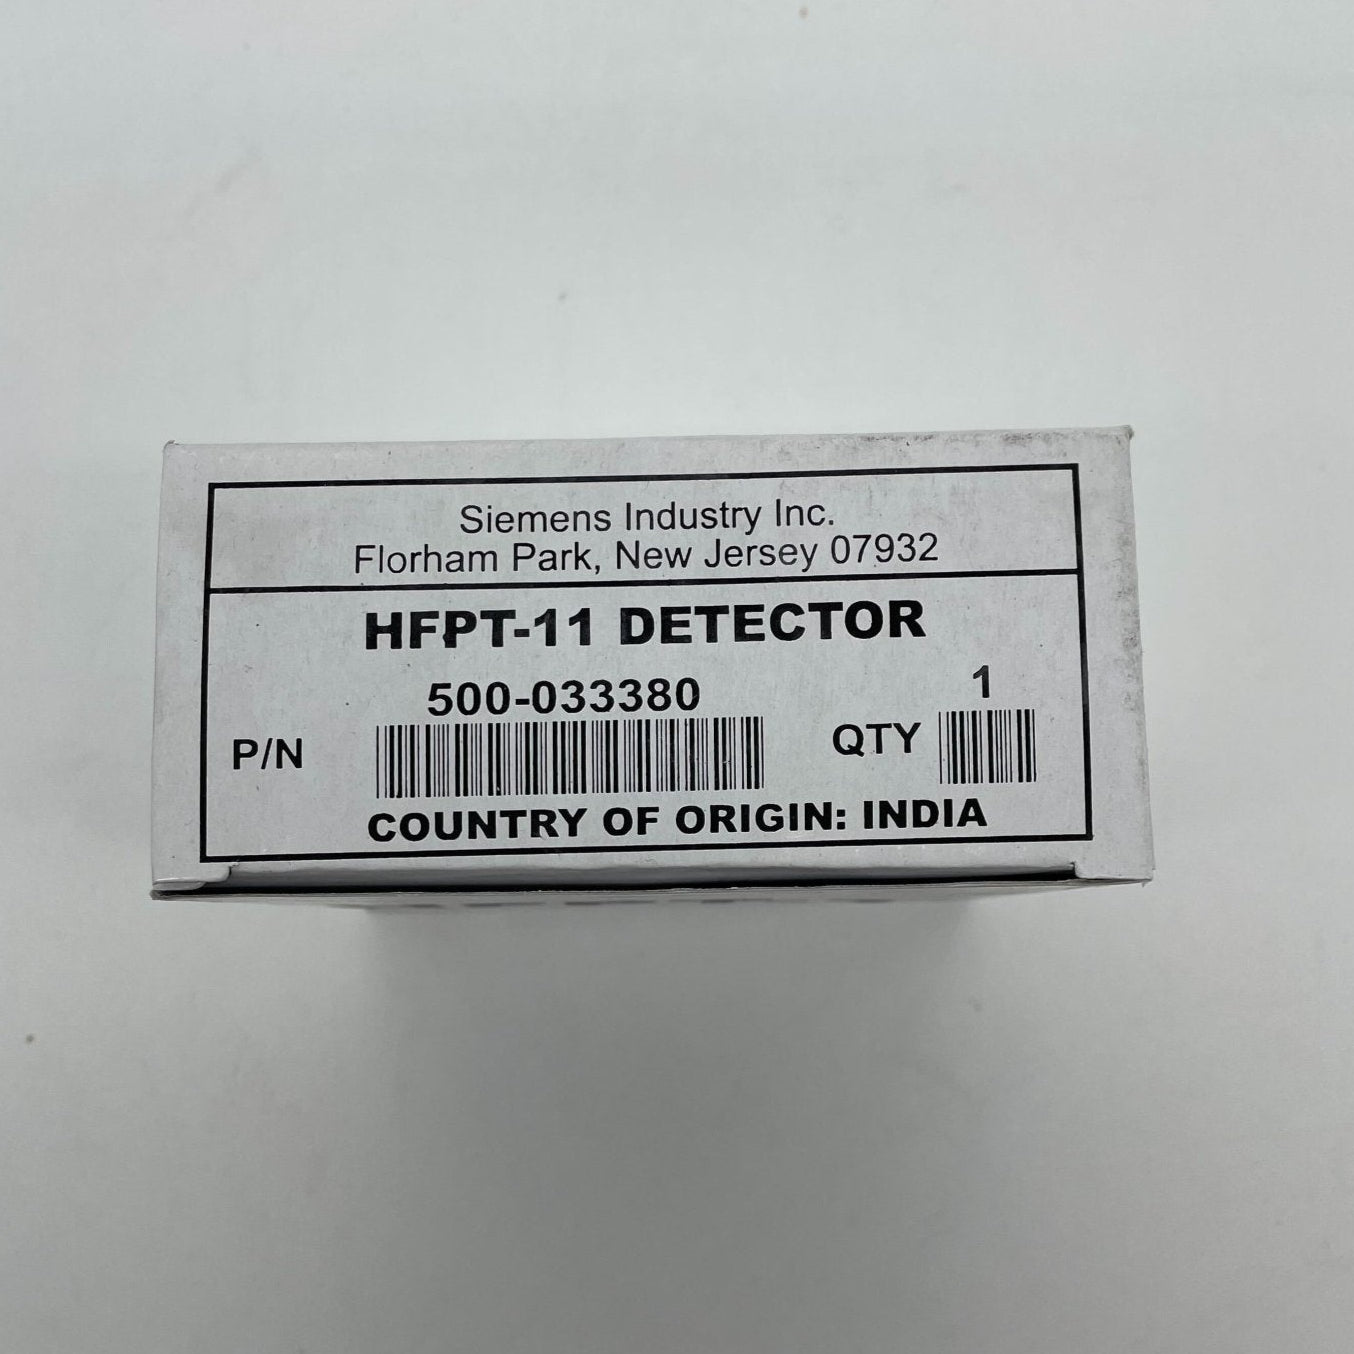 Siemens Industry Inc.
Florham Park, New Jersey 07932
HFPT-11 DETECTOR
500-033380
1
P/N
QTY
COUNTRY OF ORIGIN: INDIA